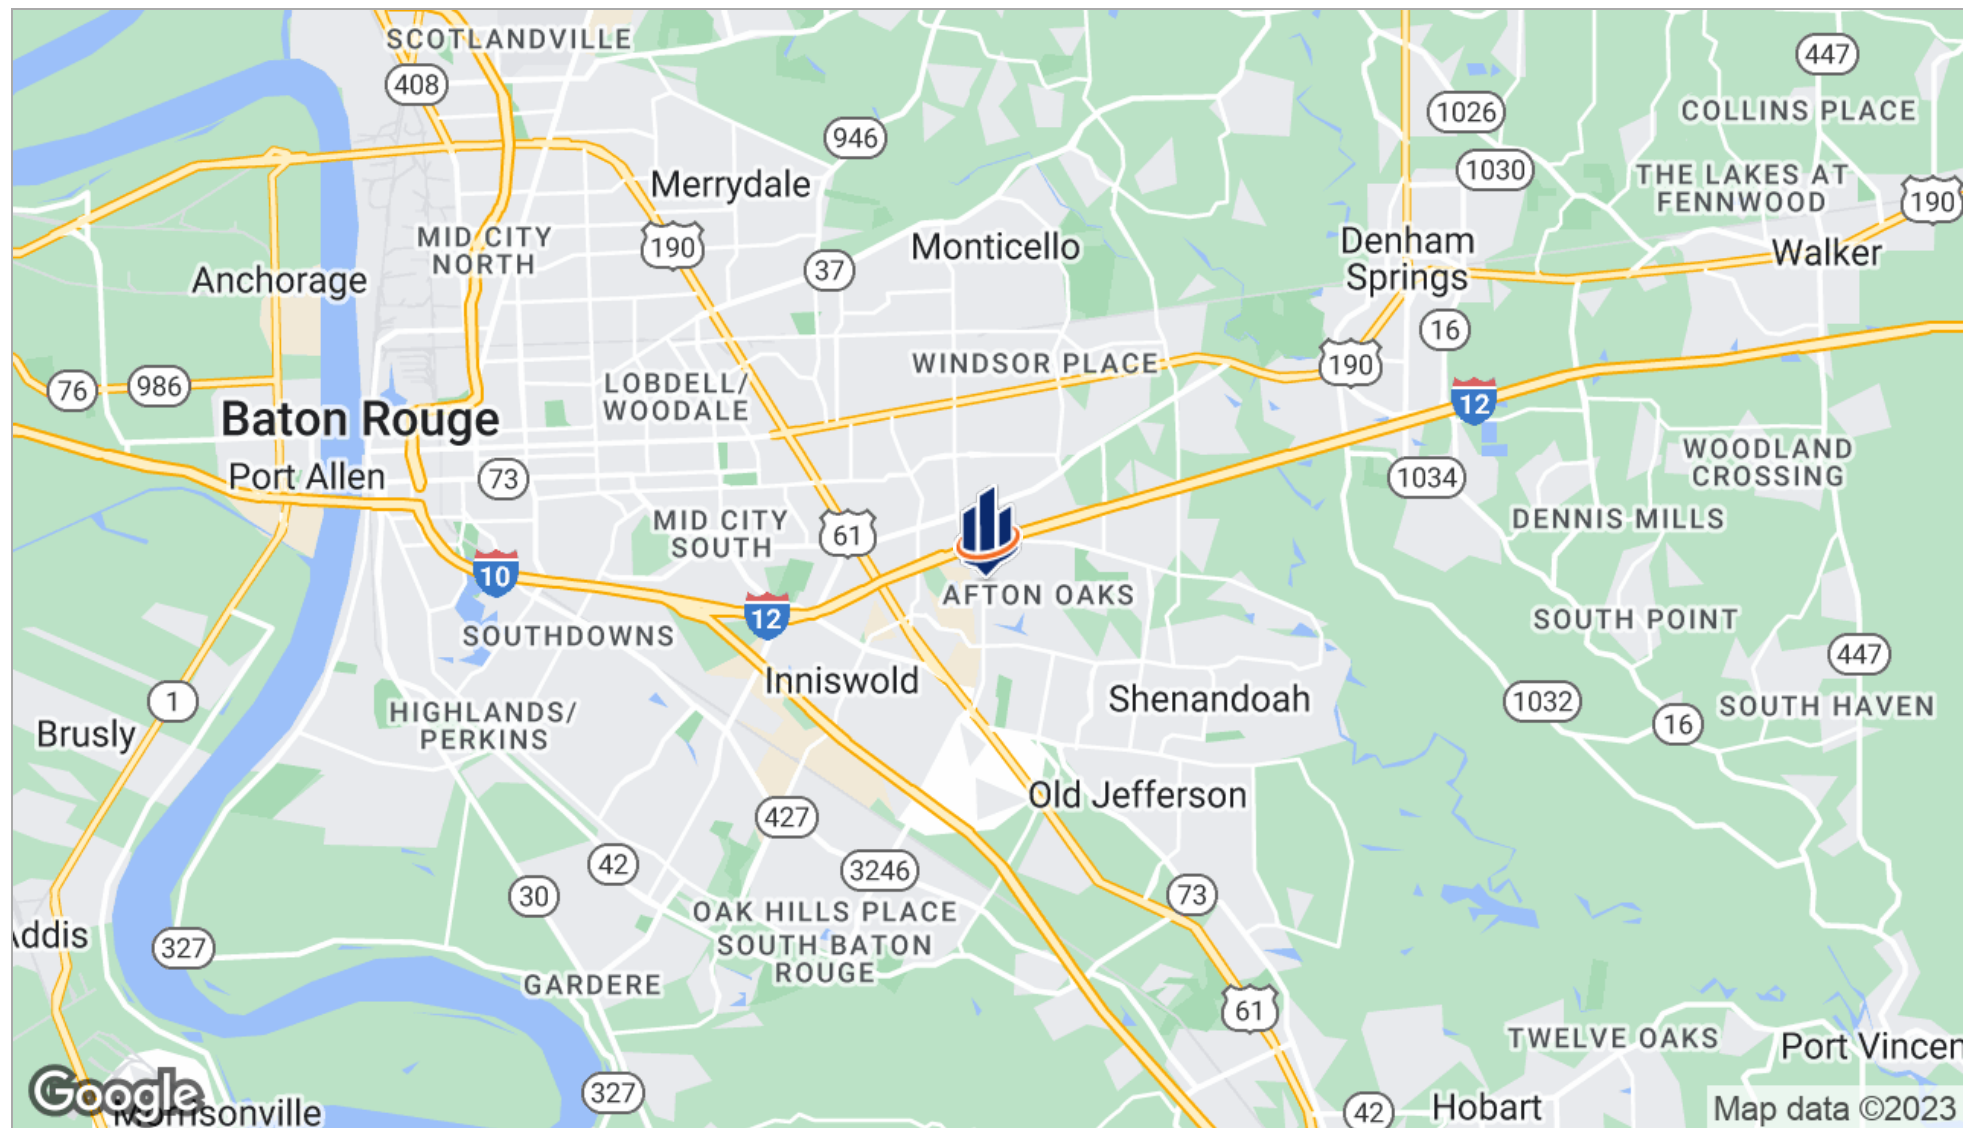 SCOTLANDVILLE
408
447
1026
COLLINS PLACE
946
1030
Merrydale
THE LAKES AT
FENNWOOD
190
MID CITY
NORTH
190
Monticello
Denham
Springs
Walker
37
Anchorage
16
WINDSOR PLACE
190
76
986
LOBDELL/
WOODALE
12
Baton Rouge
WOODLAND
CROSSING
Port Allen
73
1034
MID CITY
SOUTH
61
DENNIS MILLS
10
AFTON OAKS
12
SOUTH POINT
SOUTHDOWNS
447
Inniswold
1
Shenandoah
1032
HIGHLANDS/
PERKINS
SOUTH HAVEN
16
Brusly
Old Jefferson
427
42
3246
30
73
OAK HILLS PLACE
Addis
327
SOUTH BATON
ROUGE
GARDERE
61
TWELVE OAKS
Port Vincen
Google
327
Morrisonville
42
Hobart
Map data ©2023